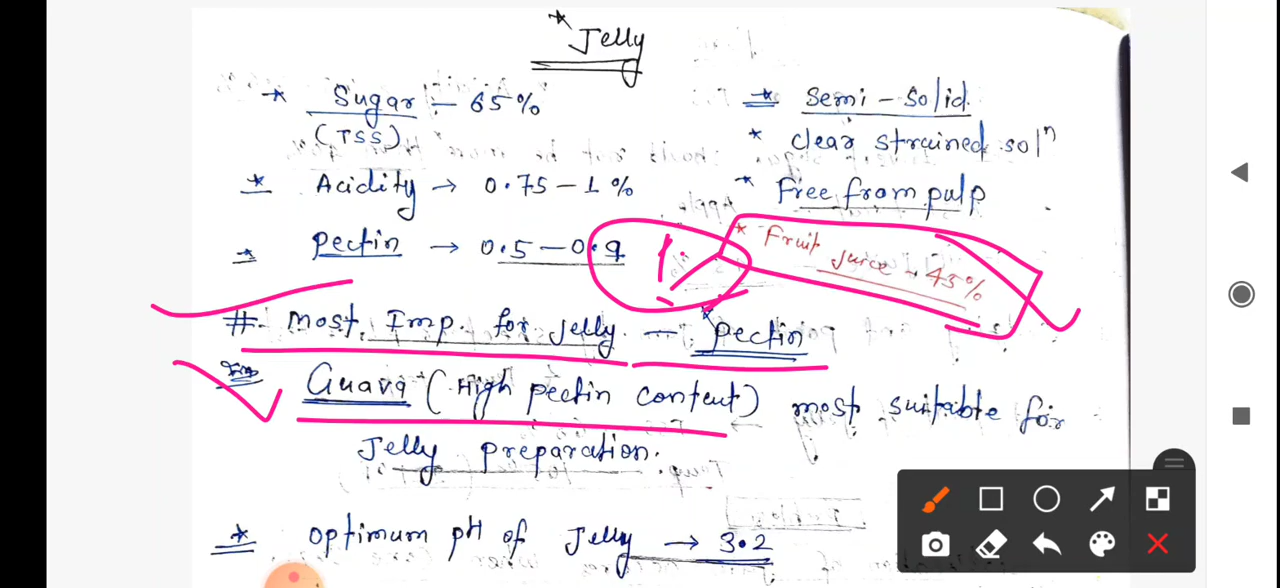 * Jelly
* Sugar - 65%
(TSS)
* Acidity → 0.75-1%
* Pectin → 0.5-0.9
* Semi-Solid
* clear strained solⁿ
* Free from pulp
* Fruit juice - 45%
1%
# Most Imp. for jelly - Pectin
Imp Guava (High pectin content) most suitable for
Jelly preparation.
* optimum pH of Jelly → 3.2